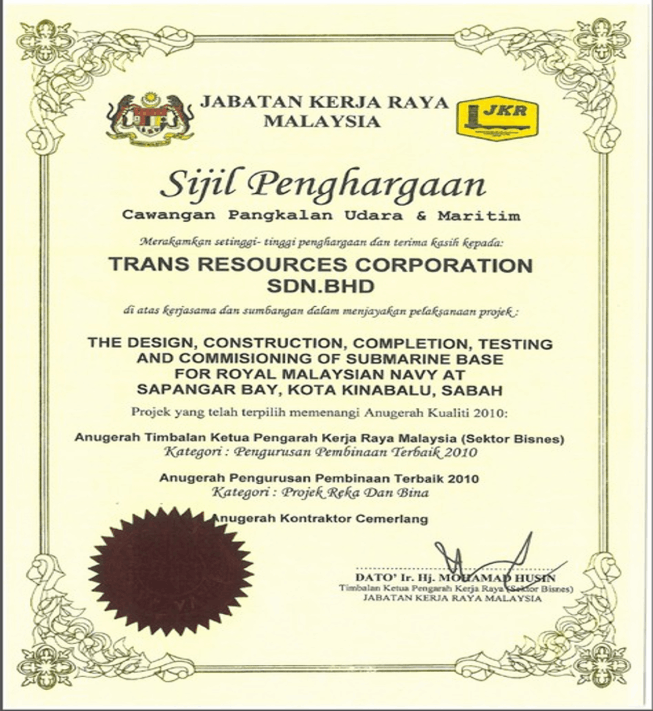 JABATAN KERJA RAYA
MALAYSIA
JKR
Sijil Penghargaan
Cawangan Pangkalan Udara & Maritim
Merakamkan setinggi- tinggi penghargaan dan terima kasih kepada:
TRANS RESOURCES CORPORATION
SDN.BHD
di atas kerjasama dan sumbangan dalam menjayakan pelaksanaan projek :
THE DESIGN, CONSTRUCTION, COMPLETION, TESTING
AND COMMISIONING OF SUBMARINE BASE
FOR ROYAL MALAYSIAN NAVY AT
SAPANGAR BAY, KOTA KINABALU, SABAH
Projek yang telah terpilih memenangi Anugerah Kualiti 2010:
Anugerah Timbalan Ketua Pengarah Kerja Raya Malaysia (Sektor Bisnes)
Kategori : Pengurusan Pembinaan Terbaik 2010
Anugerah Pengurusan Pembinaan Terbaik 2010
Kategori : Projek Reka Dan Bina
Anugerah Kontraktor Cemerlang
DATO' Ir. Hj. MOHAMAD HUSIN
Timbalan Ketua Pengarah Kerja Raya (Sektor Bisnes)
JABATAN KERJA RAYA MALAYSIA